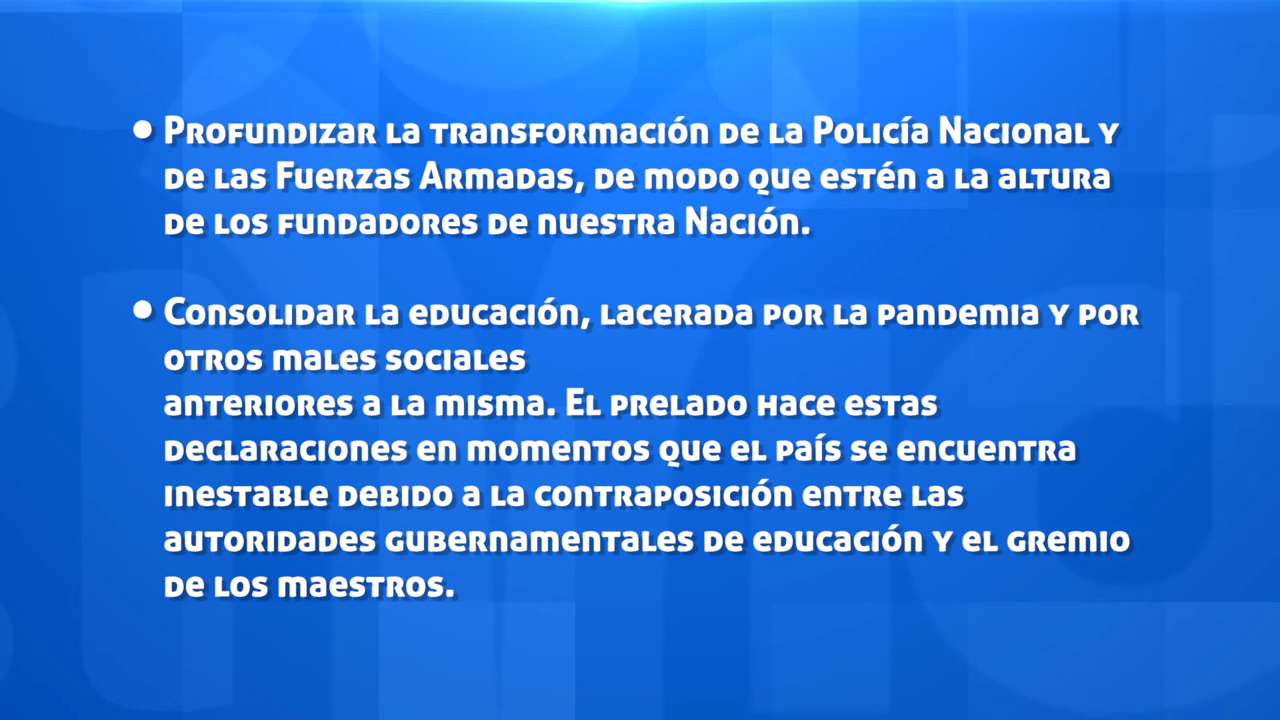 • Profundizar la transformación de la Policía Nacional y
de las Fuerzas Armadas, de modo que estén a la altura
de los fundadores de nuestra Nación.
• Consolidar la educación, lacerada por la pandemia y por
otros males sociales
anteriores a la misma. El prelado hace estas
declaraciones en momentos que el país se encuentra
inestable debido a la contraposición entre las
autoridades gubernamentales de educación y el gremio
de los maestros.